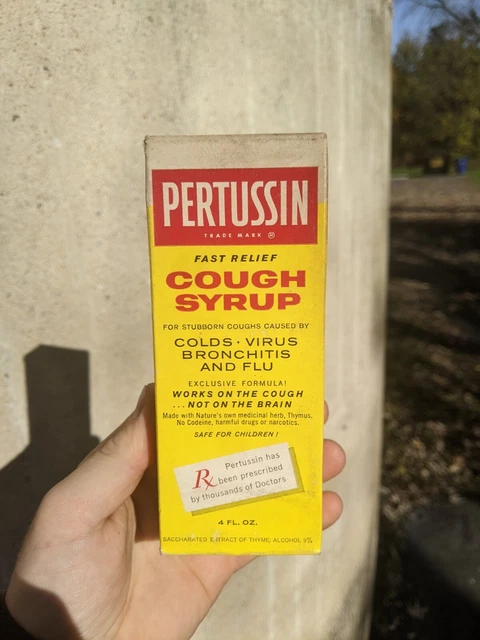 PERTUSSIN
TRADE MARK ®
FAST RELIEF
COUGH
SYRUP
FOR STUBBORN COUGHS CAUSED BY
COLDS · VIRUS
BRONCHITIS
AND FLU
EXCLUSIVE FORMULA!
WORKS ON THE COUGH
...NOT ON THE BRAIN
Made with Nature's own medicinal herb, Thymus.
No Codeine, harmful drugs or narcotics.
SAFE FOR CHILDREN!
Rx Pertussin has
been prescribed
by thousands of Doctors
4 FL. OZ.
SACCHARATED EXTRACT OF THYME; ALCOHOL 9%